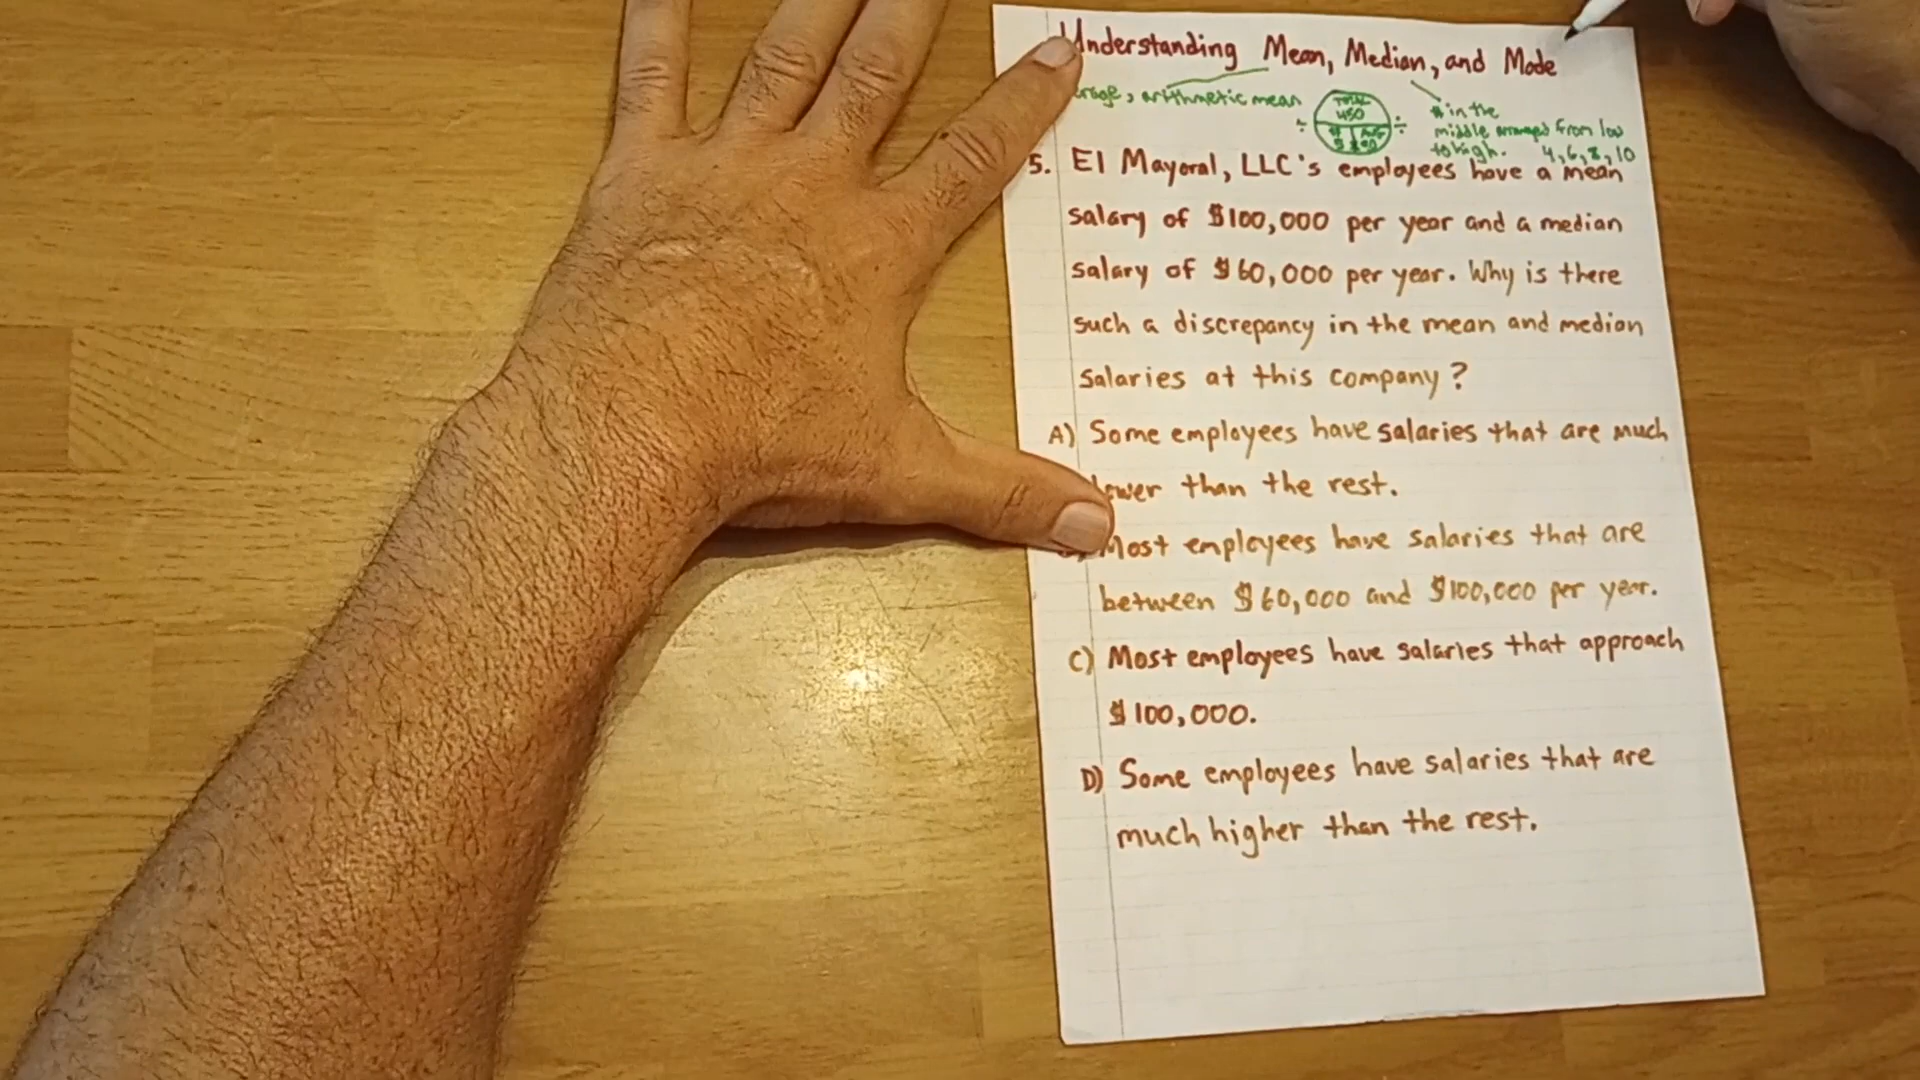 Understanding Mean, Median, and Mode
erage, arithmetic mean
TOTAL
450
÷ ÷
# in the
middle arranged from low
to high. 4, 6, 8, 10
5. El Mayoral, LLC's employees have a mean
salary of $100,000 per year and a median
salary of $60,000 per year. Why is there
such a discrepancy in the mean and median
salaries at this company?
A) Some employees have salaries that are much
lower than the rest.
Most employees have salaries that are
between $60,000 and $100,000 per year.
C) Most employees have salaries that approach
$100,000.
D) Some employees have salaries that are
much higher than the rest.